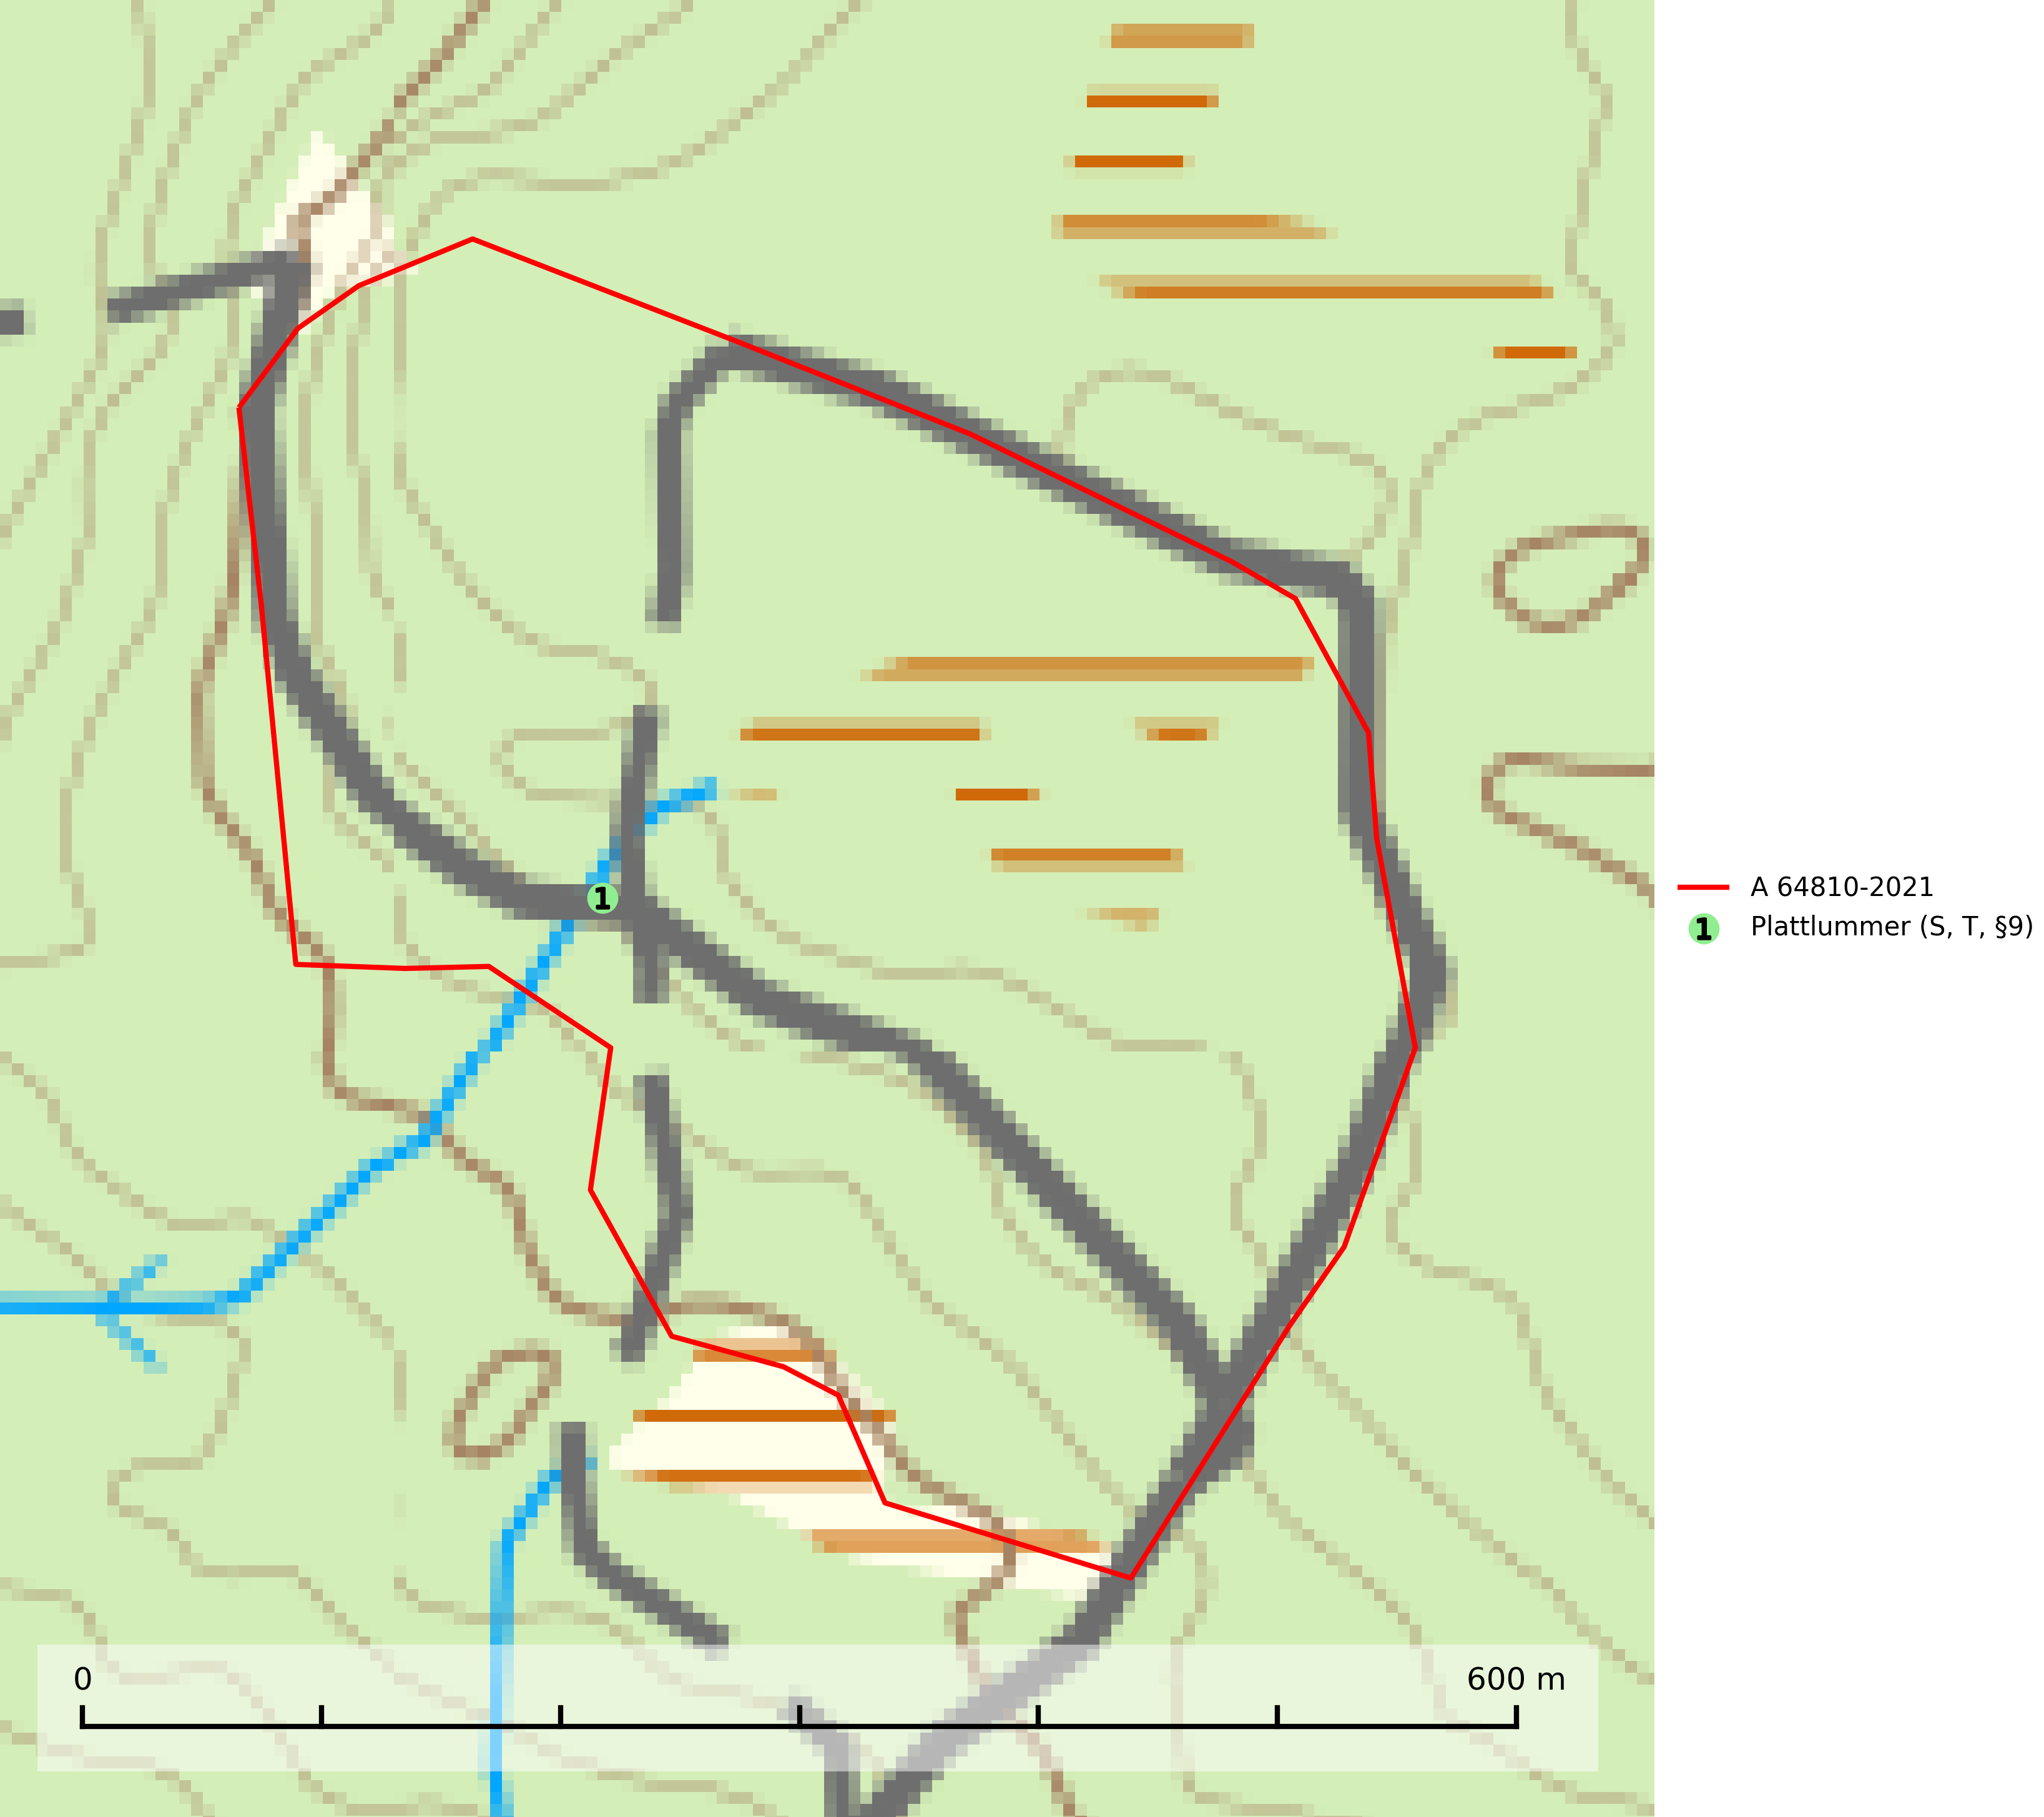 A 64810-2021
1
1 Plattlummer (S, T, §9)
0 600 m